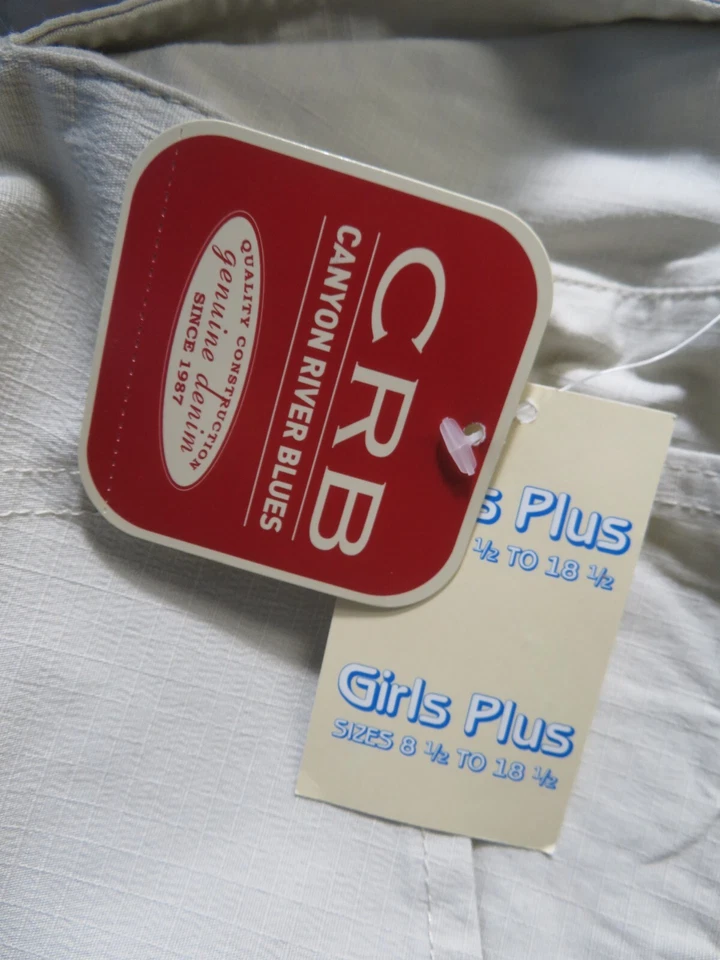 CRB
CANYON RIVER BLUES
QUALITY CONSTRUCTION
genuine denim
SINCE 1987
s Plus
½ TO 18 ½
Girls Plus
SIZES 8 ½ TO 18 ½